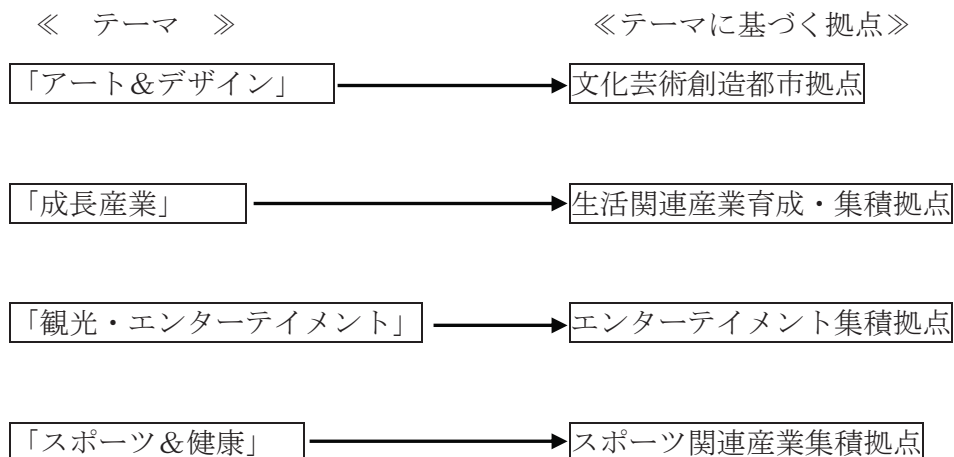 ≪ テーマ ≫ ≪テーマに基づく拠点≫
「アート&デザイン」 文化芸術創造都市拠点
「成長産業」 生活関連産業育成・集積拠点
「観光・エンターテイメント」 エンターテイメント集積拠点
「スポーツ&健康」 スポーツ関連産業集積拠点